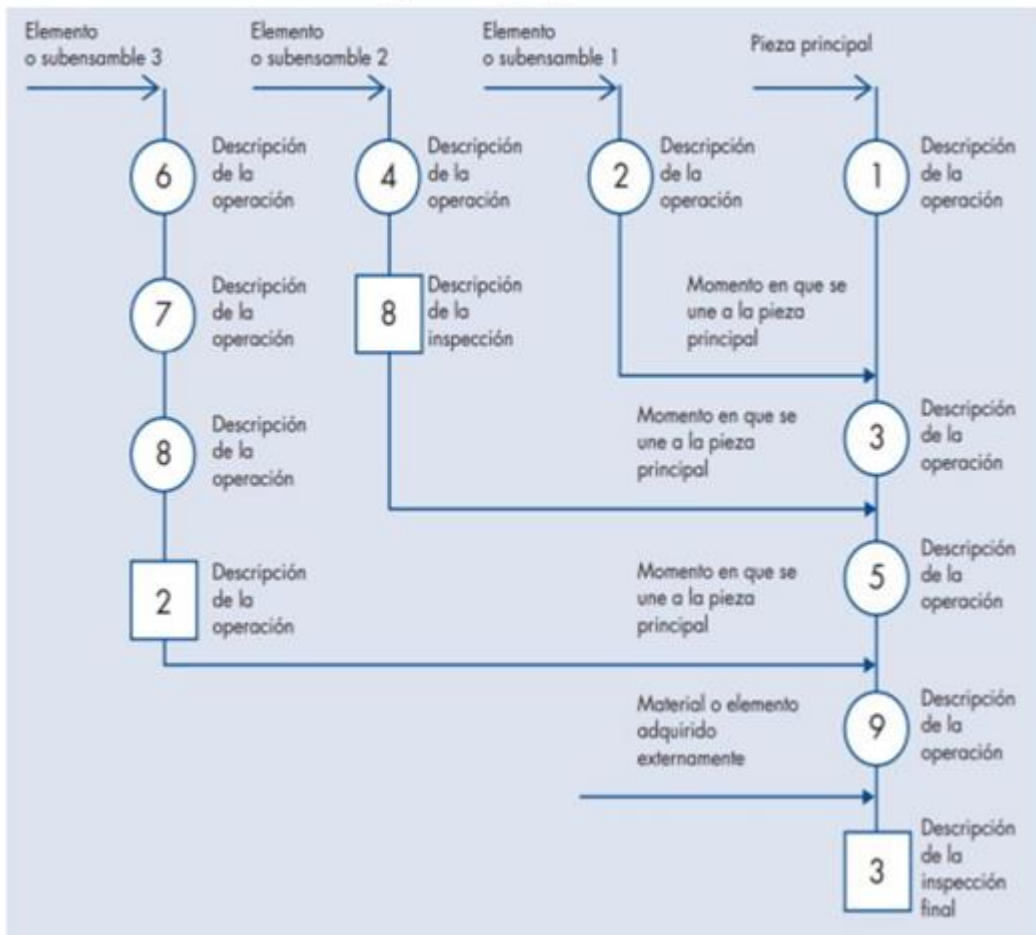 Elemento
o subensamble 3
Elemento
o subensamble 2
Elemento
o subensamble 1
Pieza principal
6
Descripción
de la
operación
4
Descripción
de la
operación
2
Descripción
de la
operación
1
Descripción
de la
operación
7
Descripción
de la
operación
8
Descripción
de la
inspección
Momento en que se
une a la pieza
principal
8
Descripción
de la
operación
Momento en que se
une a la pieza
principal
3
Descripción
de la
operación
2
Descripción
de la
operación
Momento en que se
une a la pieza
principal
5
Descripción
de la
operación
Material o elemento
adquirido
externamente
9
Descripción
de la
operación
3
Descripción
de la
inspección
final